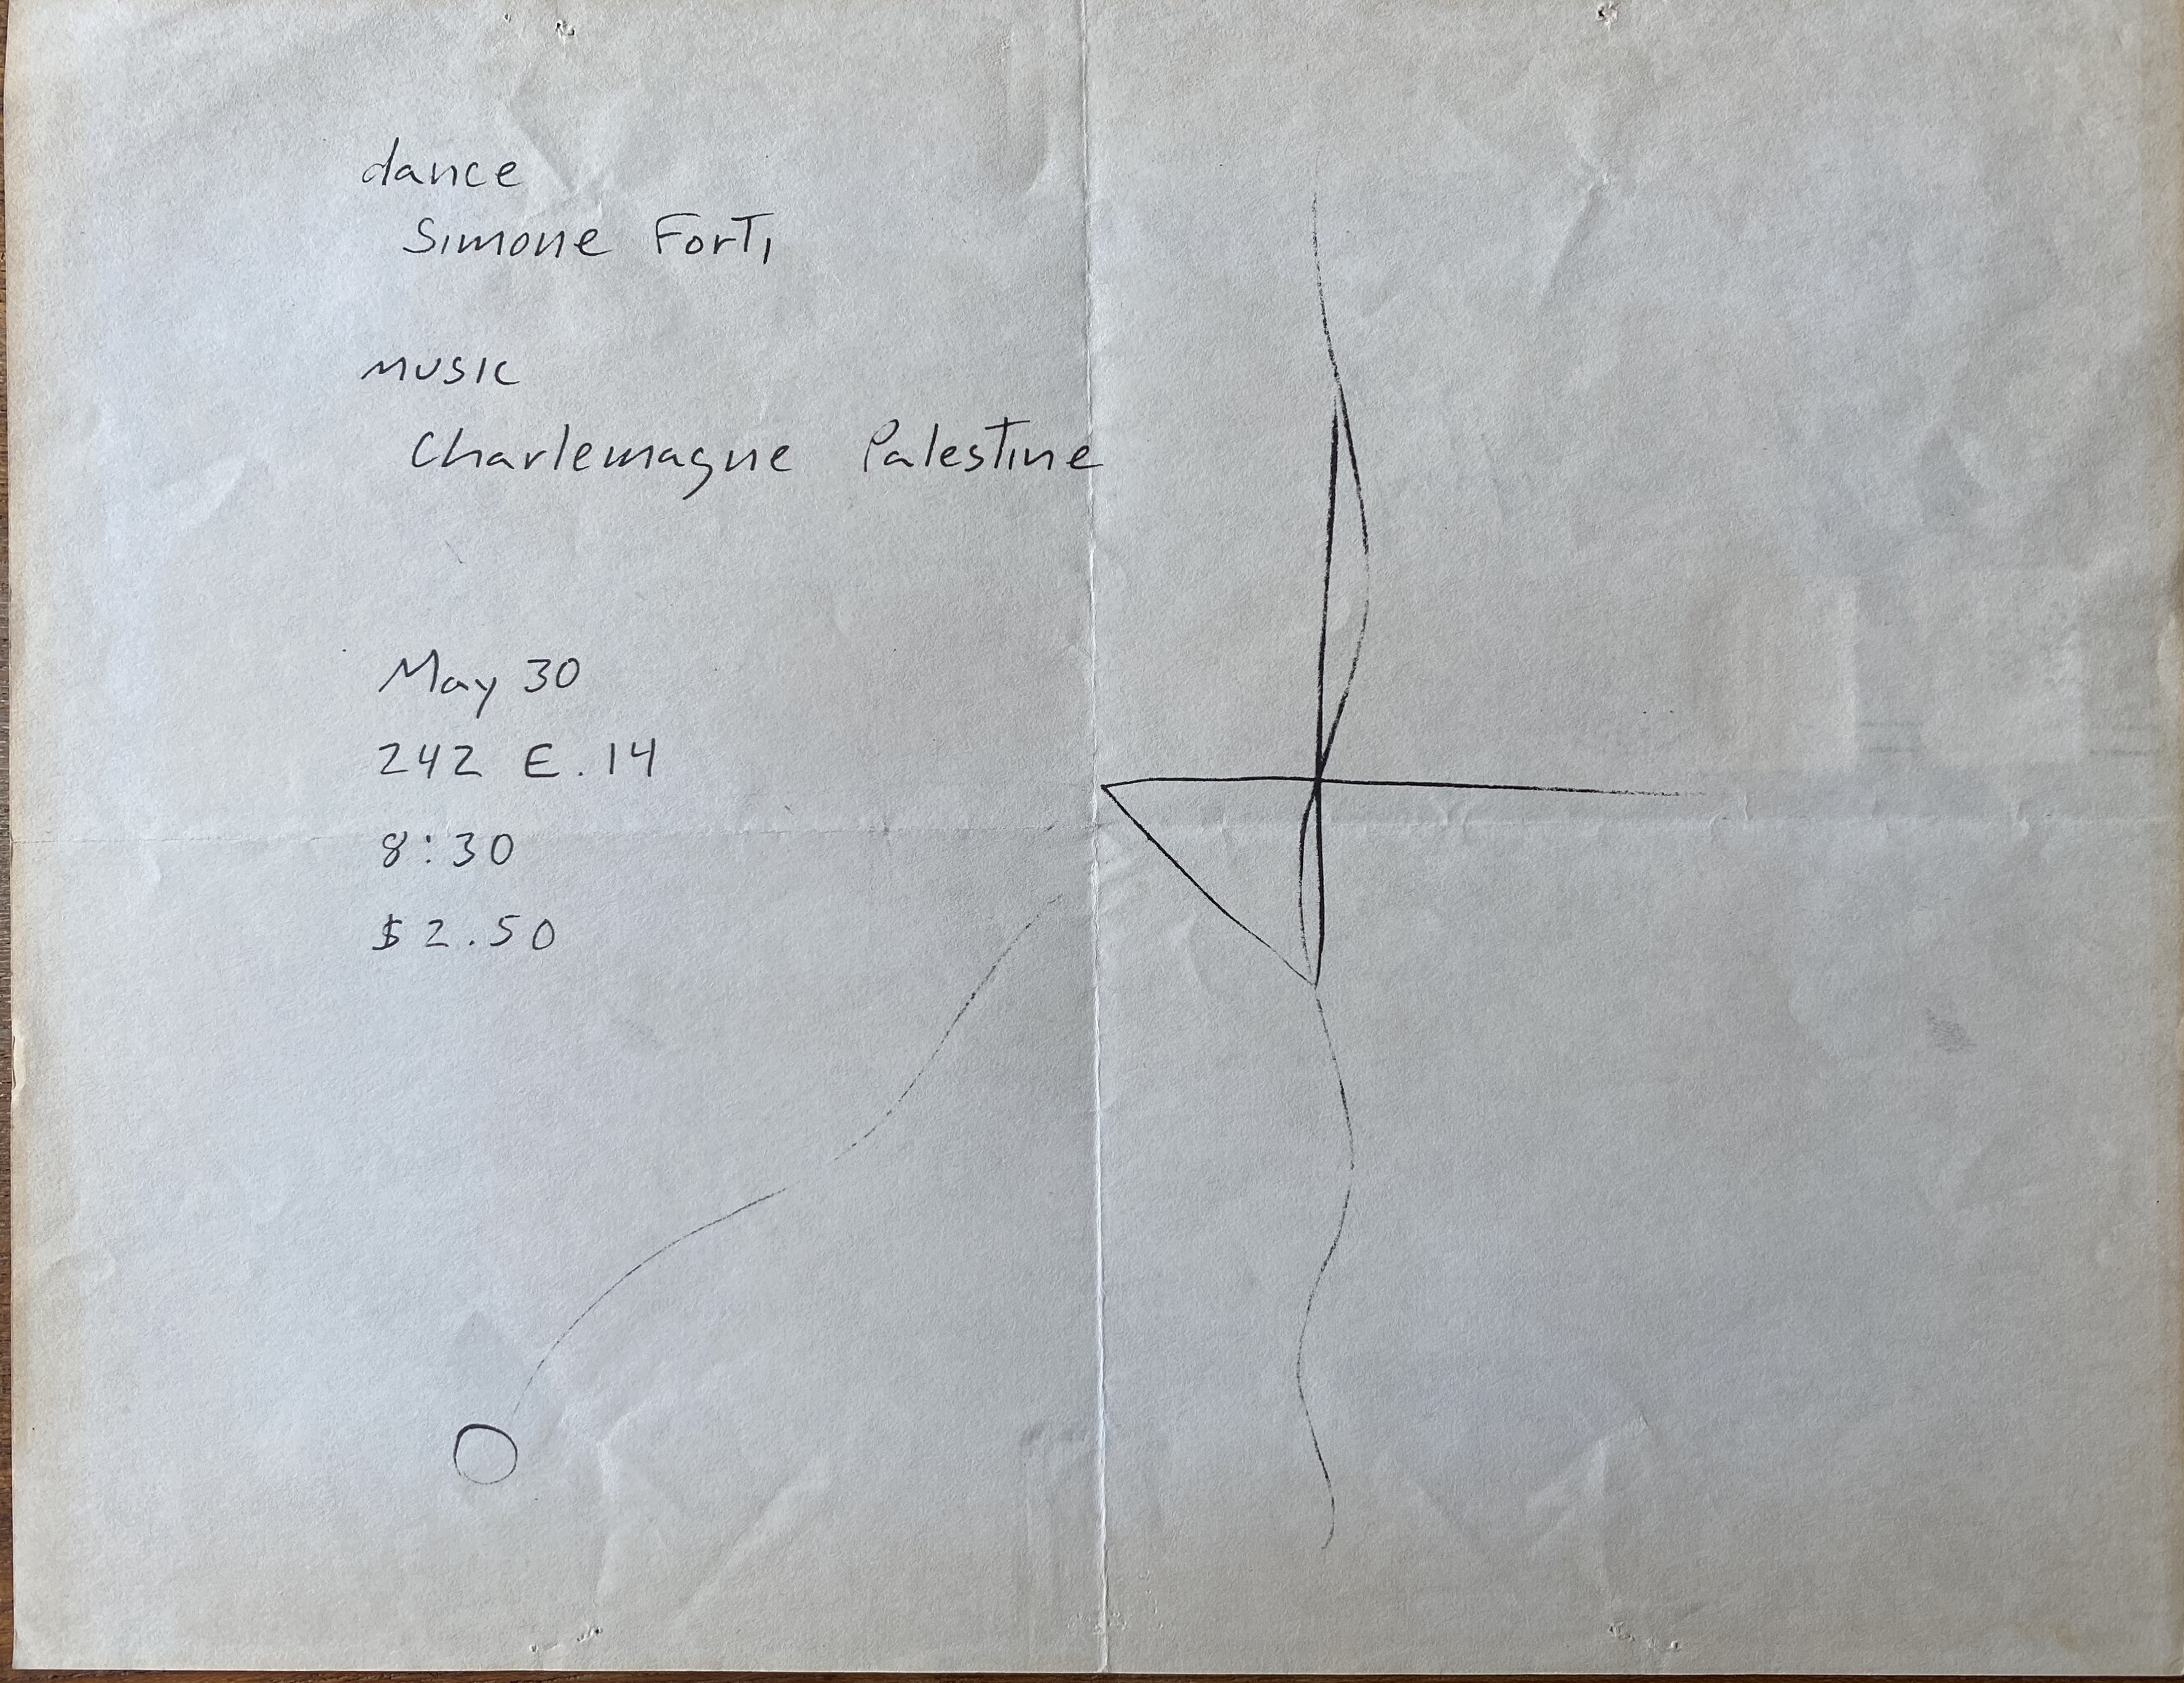 dance
Simone Forti
music
Charlemagne Palestine
May 30
242 E. 14
8:30
$2.50